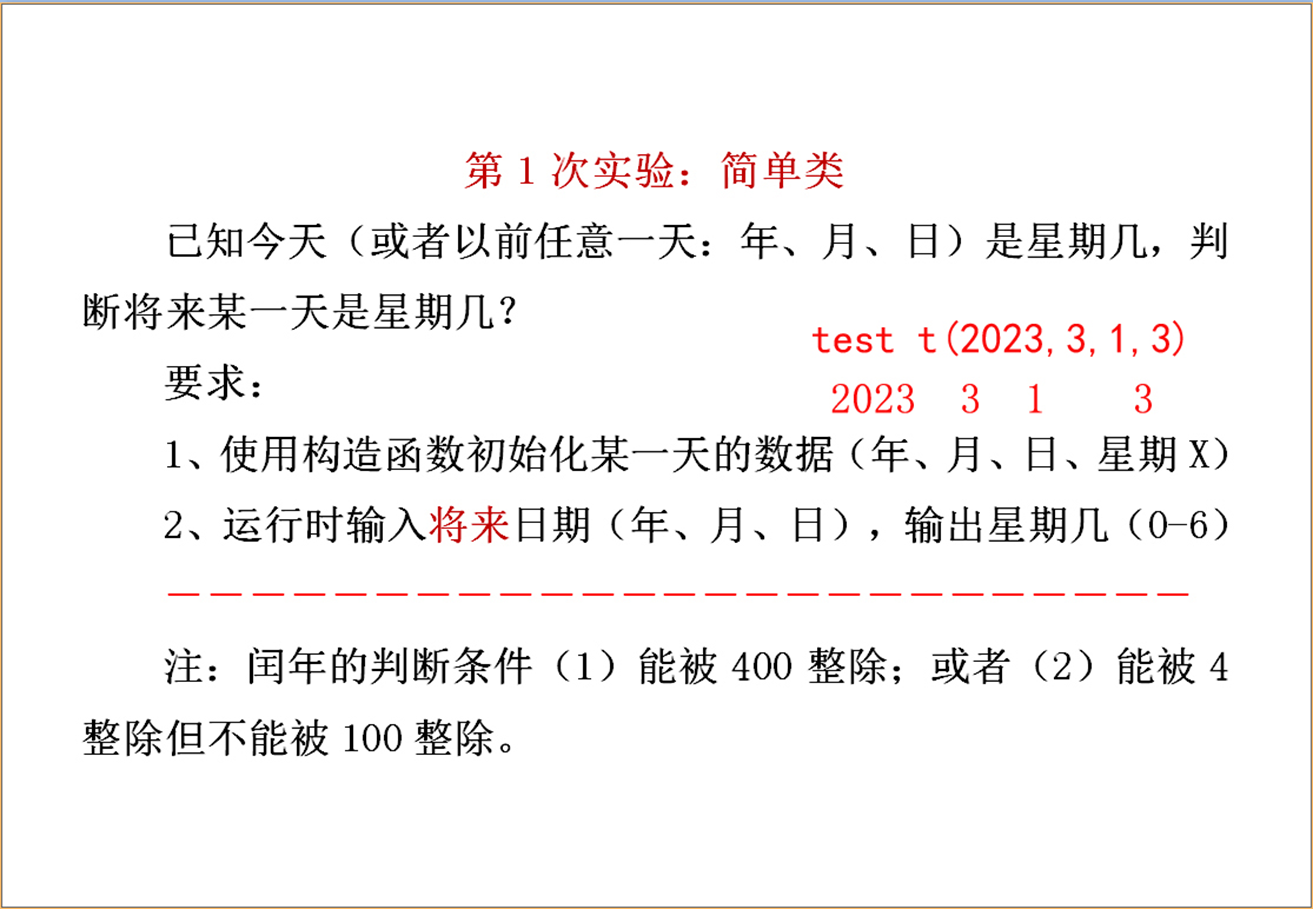 第 1 次实验：简单类
已知今天（或者以前任意一天：年、月、日）是星期几，判
断将来某一天是星期几？
test t(2023,3,1,3)
要求：
2023 3 1 3
1、使用构造函数初始化某一天的数据（年、月、日、星期 X）
2、运行时输入将来日期（年、月、日），输出星期几（0-6）
注：闰年的判断条件（1）能被 400 整除；或者（2）能被 4
整除但不能被 100 整除。